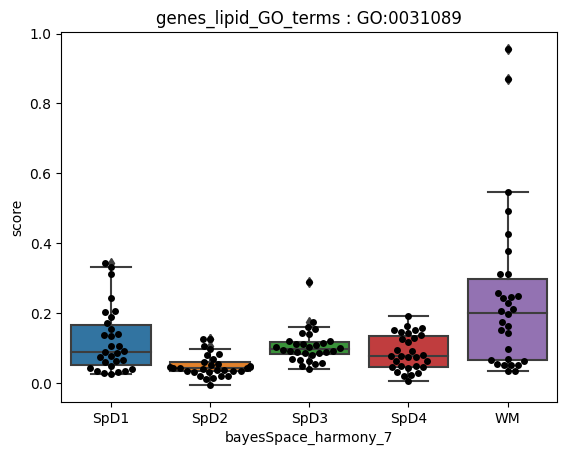 genes_lipid_GO_terms : GO:0031089
1.0
0.8
0.6
0.4
0.2
0.0
score
SpD1 SpD2 SpD3 SpD4 WM
bayesSpace_harmony_7